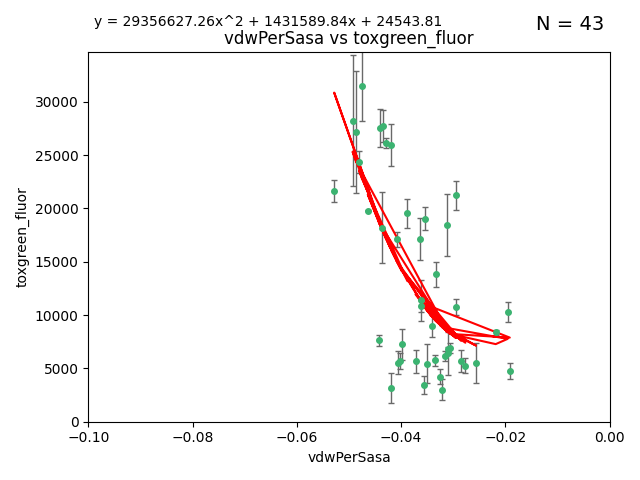 y = 29356627.26x^2 + 1431589.84x + 24543.81
N = 43
vdwPerSasa vs toxgreen_fluor
toxgreen_fluor
30000
25000
20000
15000
10000
5000
0
−0.10
−0.08
−0.06
−0.04
−0.02
0.00
vdwPerSasa